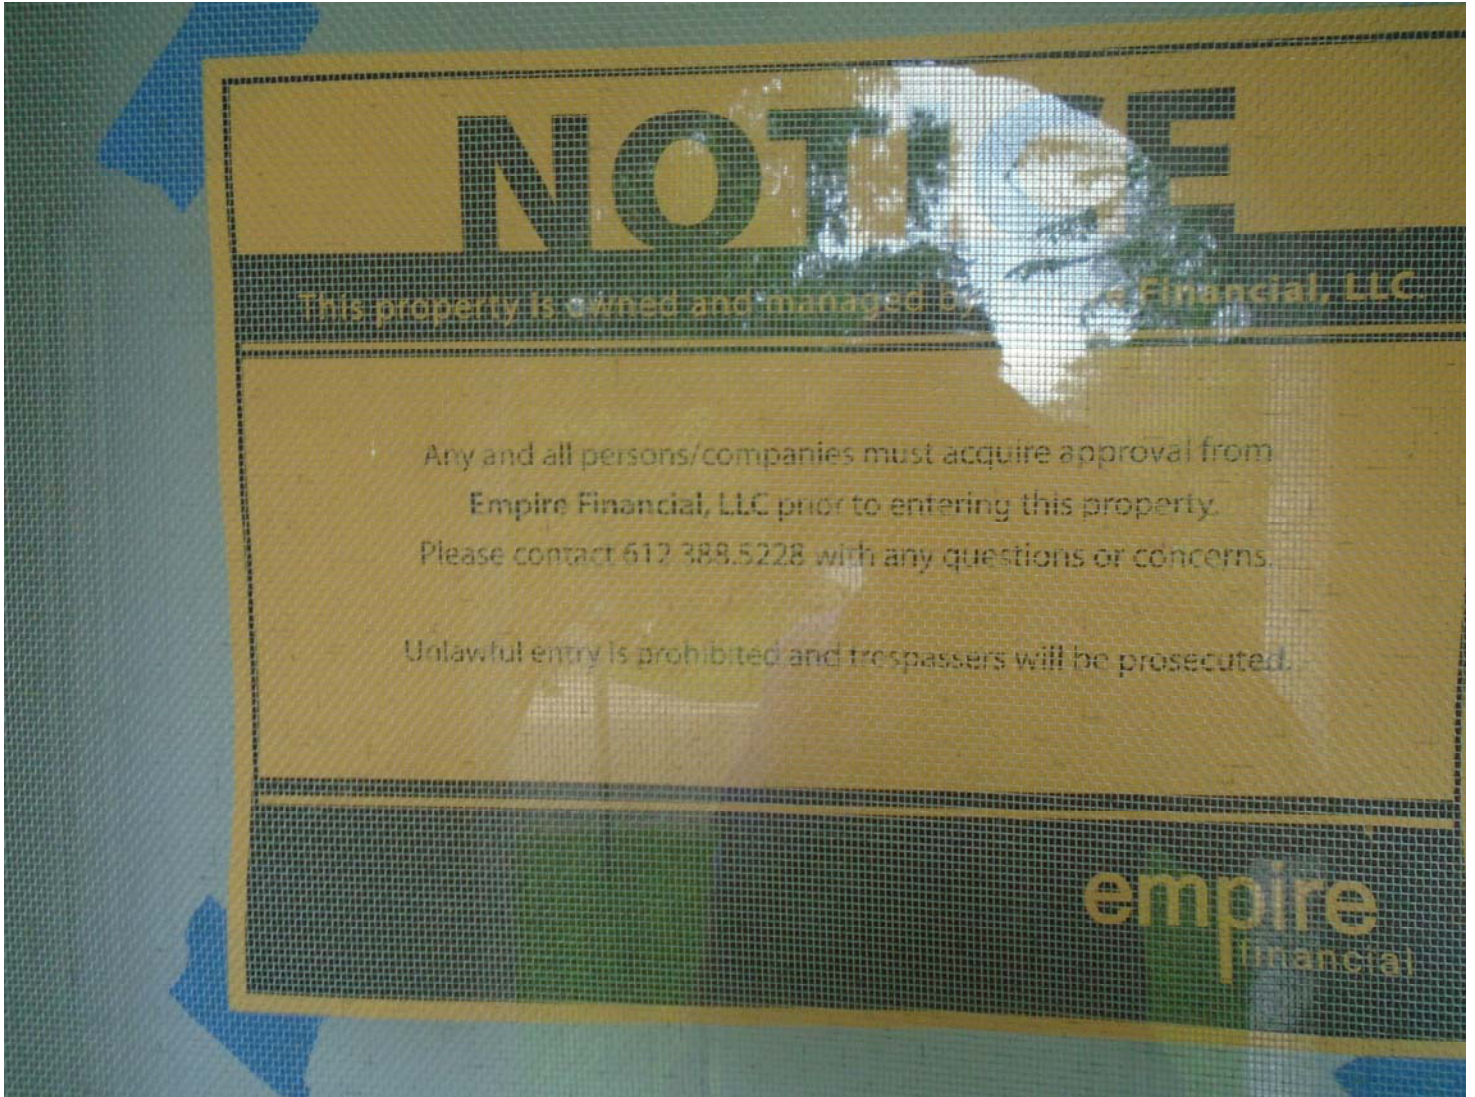 NOTICE
This property is owned and managed by Empire Financial, LLC.
Any and all persons/companies must acquire approval from
Empire Financial, LLC prior to entering this property.
Please contact 612.388.5228 with any questions or concerns.
Unlawful entry is prohibited and trespassers will be prosecuted.
empire
financial